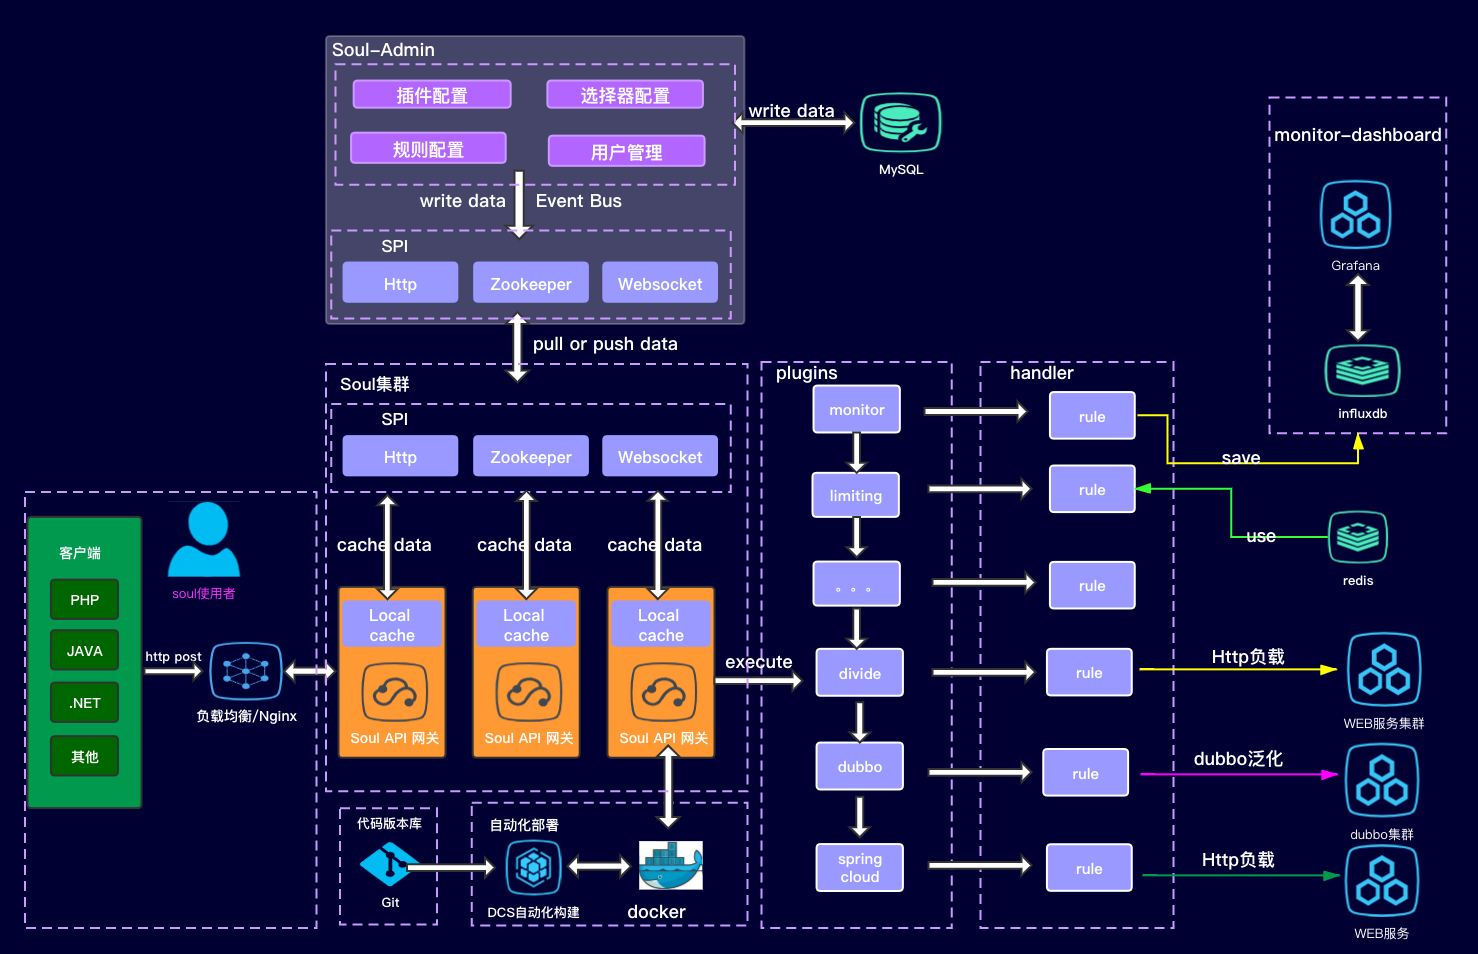 Soul-Admin
插件配置
选择器配置
规则配置
用户管理
write data
MySQL
write data
Event Bus
SPI
Http
Zookeeper
Websocket
pull or push data
Soul集群
SPI
Http
Zookeeper
Websocket
cache data
cache data
cache data
Local
cache
Soul API 网关
Local
cache
Soul API 网关
Local
cache
Soul API 网关
execute
客户端
PHP
JAVA
.NET
其他
soul使用者
http post
负载均衡/Nginx
代码版本库
Git
自动化部署
DCS自动化构建
docker
plugins
monitor
limiting
。。。
divide
dubbo
spring
cloud
handler
rule
rule
rule
rule
rule
rule
monitor-dashboard
Grafana
influxdb
save
use
redis
Http负载
WEB服务集群
dubbo泛化
dubbo集群
Http负载
WEB服务